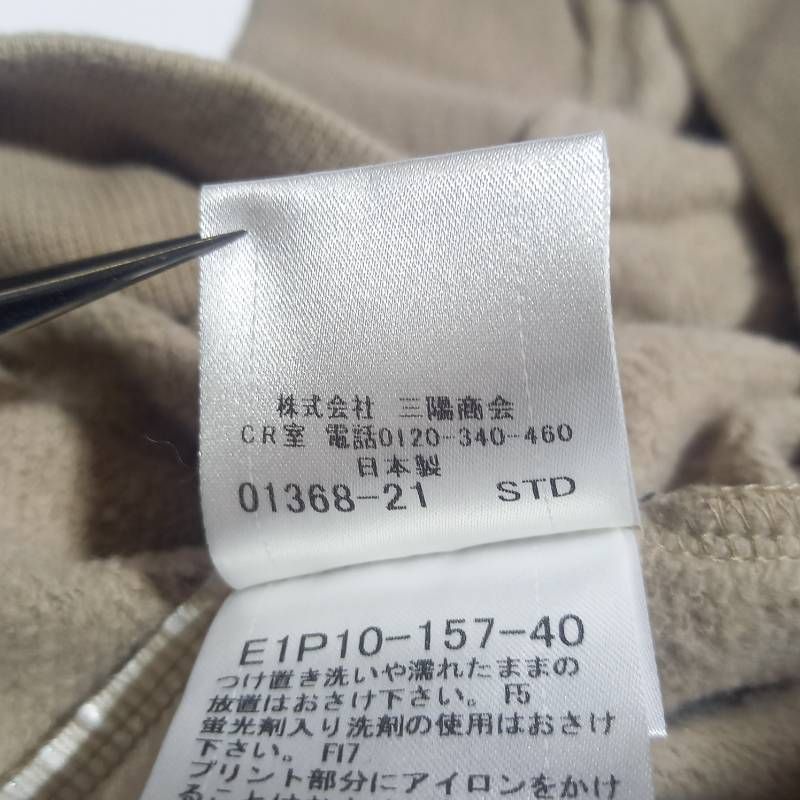 株式会社 三陽商会
CR室 電話0120-340-460
日本製
01368-21 STD
E1P10-157-40
つけ置き洗いや濡れたままの
放置はおさけ下さい。 F5
蛍光剤入り洗剤の使用はおさけ
下さい。 F17
プリント部分にアイロンをかけ
ることは